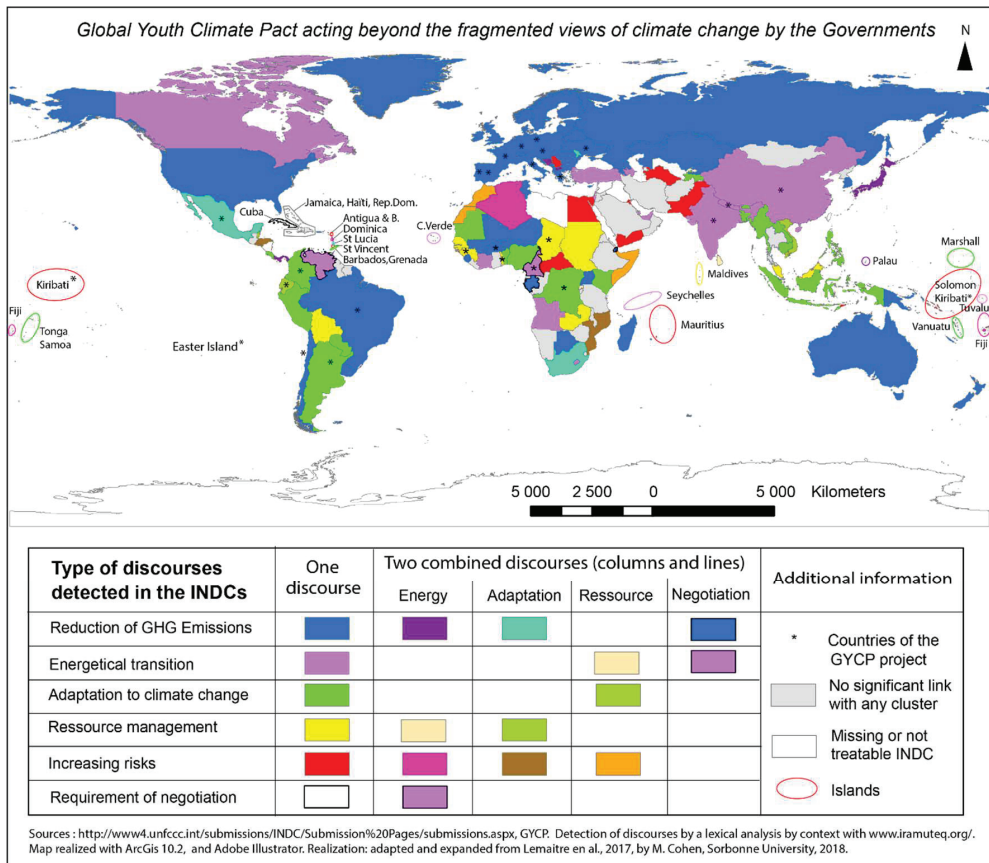 Global Youth Climate Pact acting beyond the fragmented views of climate change by the Governments
N
Jamaica, Haïti, Rep.Dom.
Cuba
Antigua & B.
Dominica
St Lucia
St Vincent
Barbados,Grenada
C.Verde
Maldives
Palau
Marshall
Kiribati *
Solomon
Kiribati*
Tuvalu
Seychelles
Fiji
Tonga
Samoa
Mauritius
Vanuatu
Fiji
Easter Island *
5 000 2500 0 5 000 Kilometers
Type of discourses
detected in the INDCs
One
discourse
Two combined discourses (columns and lines)
Energy
Adaptation
Ressource
Negotiation
Additional information
Reduction of GHG Emissions
Energetical transition
Adaptation to climate change
Ressource management
Increasing risks
Requirement of negotiation
* Countries of the
GYCP project
No significant link
with any cluster
Missing or not
treatable INDC
Islands
Sources : http://www4.unfccc.int/submissions/INDC/Submission%20Pages/submissions.aspx, GYCP. Detection of discourses by a lexical analysis by context with www.iramuteq.org/.
Map realized with ArcGis 10.2, and Adobe Illustrator. Realization: adapted and expanded from Lemaitre en al., 2017, by M. Cohen, Sorbonne University, 2018.